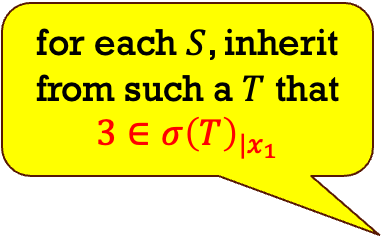 for each 𝑆, inherit
from such a 𝑇 that
3 ∈ 𝜎(𝑇)|𝑥₁